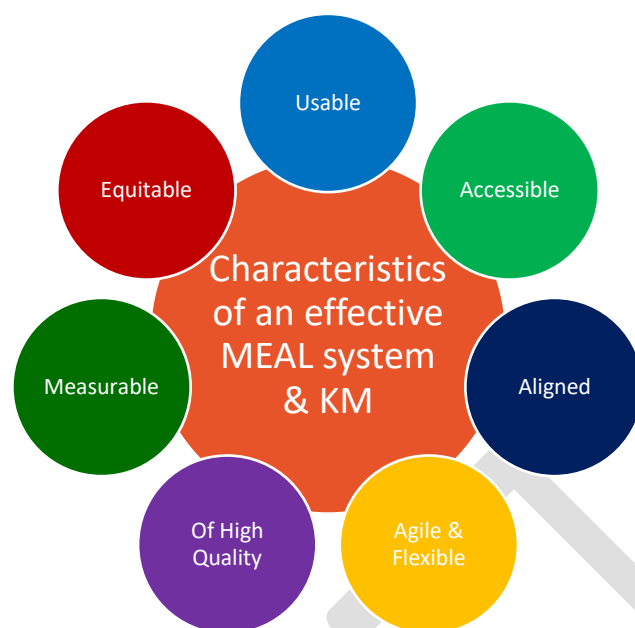 Usable
Equitable
Accessible
Characteristics
of an effective
MEAL system
& KM
Measurable
Aligned
Of High
Quality
Agile &
Flexible